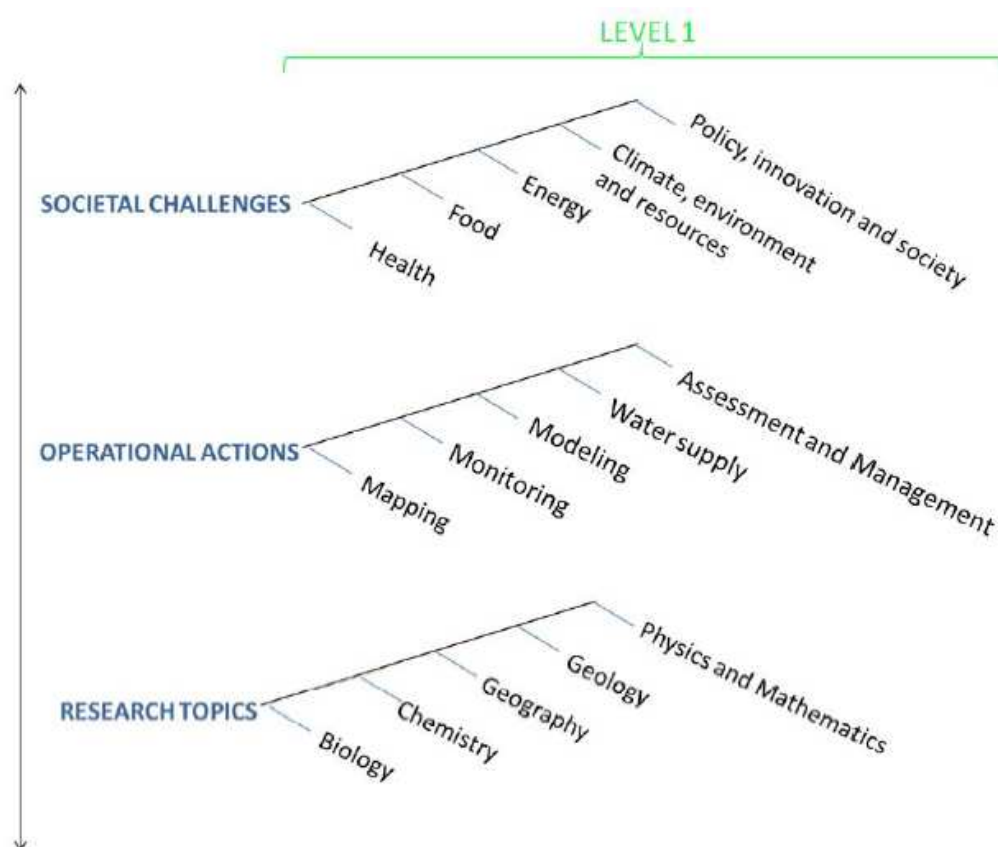 LEVEL 1
SOCIETAL CHALLENGES
Health
Food
Energy
Climate, environment
and resources
Policy, innovation and society
OPERATIONAL ACTIONS
Mapping
Monitoring
Modeling
Water supply
Assessment and Management
RESEARCH TOPICS
Biology
Chemistry
Geography
Geology
Physics and Mathematics